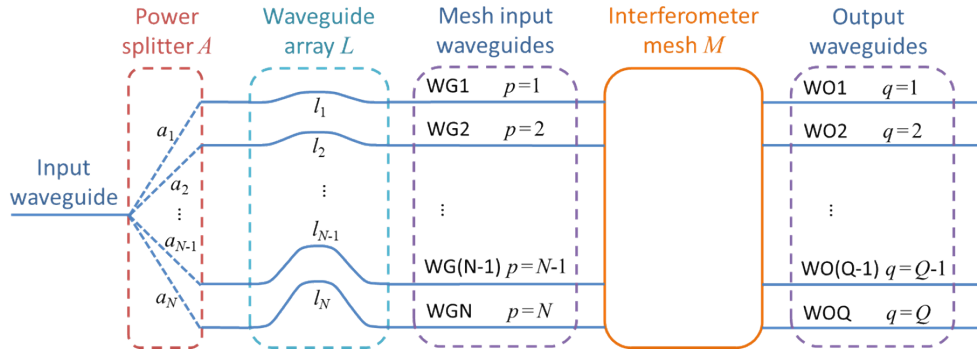 Power
splitter A
Waveguide
array L
Mesh input
waveguides
Interferometer
mesh M
Output
waveguides
Input
waveguide
a₁
a₂
⋮
aN-1
aN
l₁
l₂
⋮
lN-1
lN
WG1 p=1
WG2 p=2
⋮
WG(N-1) p=N-1
WGN p=N
WO1 q=1
WO2 q=2
⋮
WO(Q-1) q=Q-1
WOQ q=Q